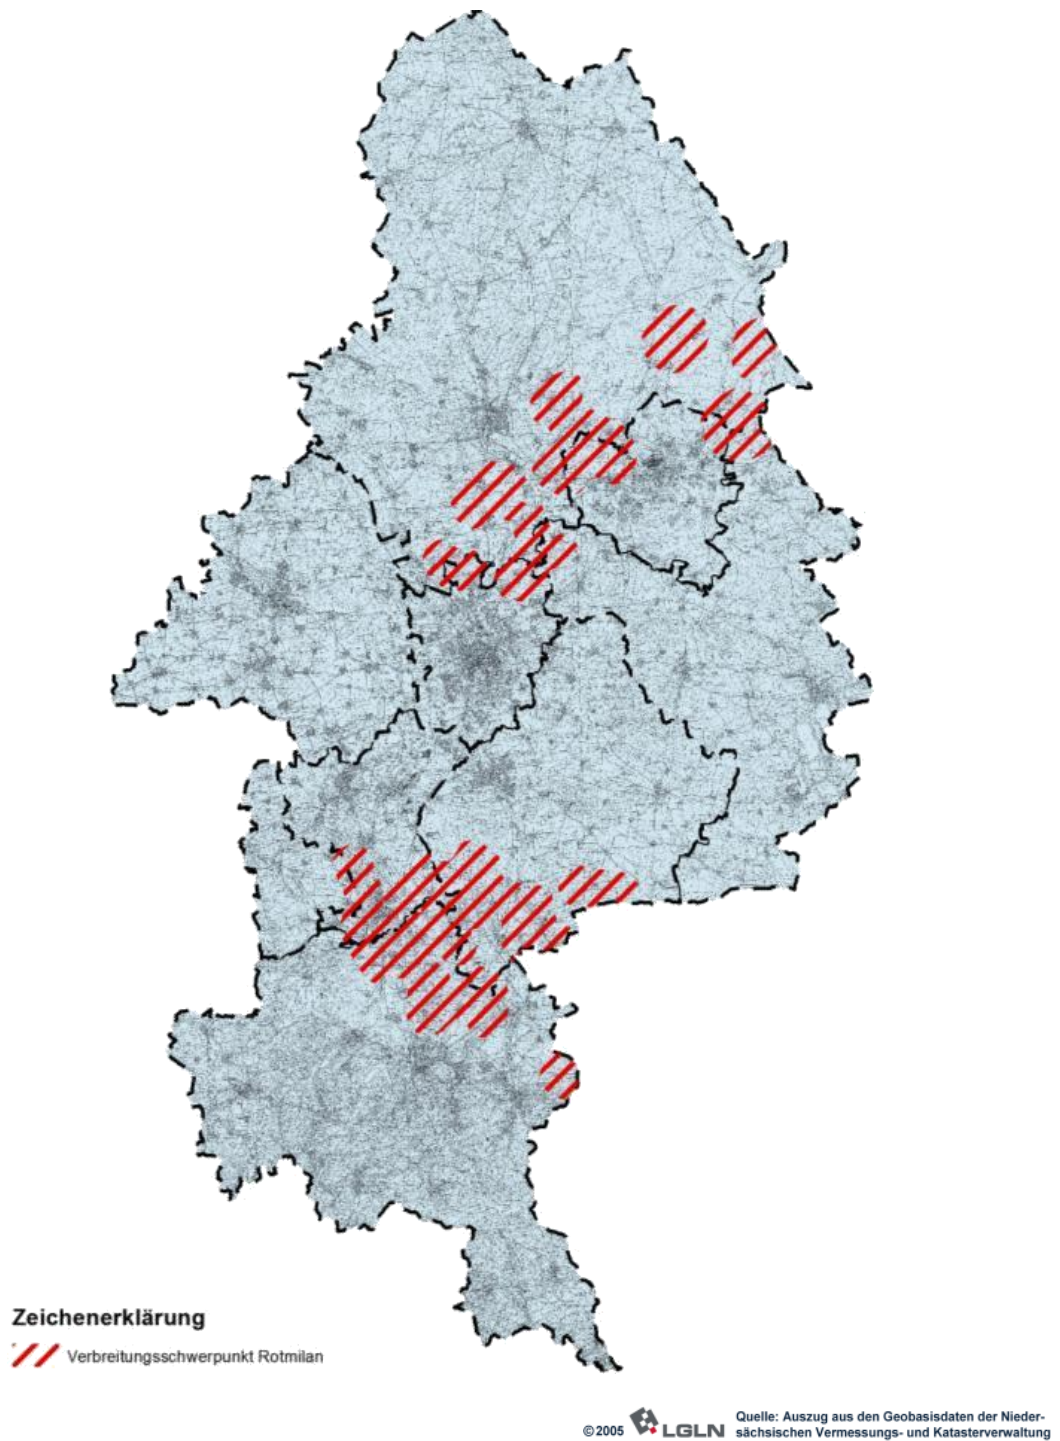 Zeichenerklärung
Verbreitungsschwerpunkt Rotmilan
© 2005 LGLN
Quelle: Auszug aus den Geobasisdaten der Nieder-
sächsischen Vermessungs- und Katasterverwaltung